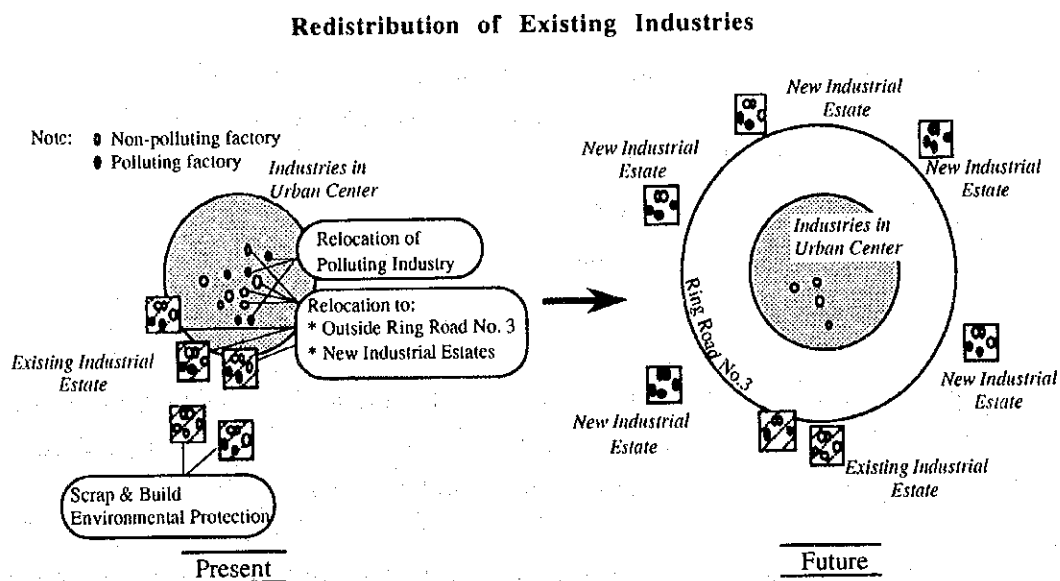 Redistribution of Existing Industries
Note:
Non-polluting factory
Polluting factory
Industries in
Urban Center
Relocation of
Polluting Industry
Relocation to:
* Outside Ring Road No. 3
* New Industrial Estates
Existing Industrial
Estate
Scrap & Build
Environmental Protection
Present
New Industrial
Estate
New Industrial
Estate
New Industrial
Estate
Industries in
Urban Center
Ring Road No.3
New Industrial
Estate
New Industrial
Estate
Existing Industrial
Estate
Future